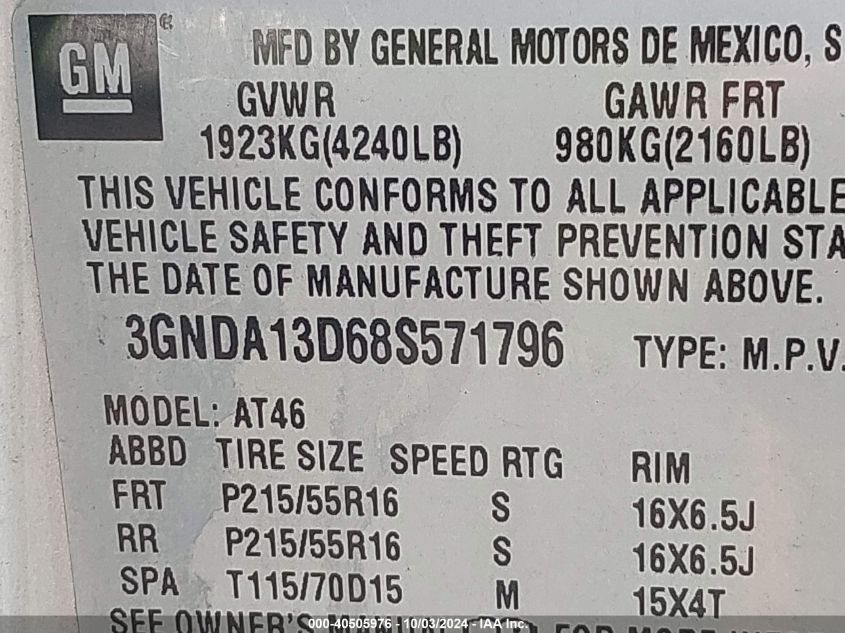 GM
®
MFD BY GENERAL MOTORS DE MEXICO, S
GVWR GAWR FRT
1923KG(4240LB) 980KG(2160LB)
THIS VEHICLE CONFORMS TO ALL APPLICABLE
VEHICLE SAFETY AND THEFT PREVENTION STA
THE DATE OF MANUFACTURE SHOWN ABOVE.
3GNDA13D68S571796 TYPE: M.P.V.
MODEL: AT46
ABBD TIRE SIZE SPEED RTG RIM
FRT P215/55R16 S 16X6.5J
RR P215/55R16 S 16X6.5J
SPA T115/70D15 M 15X4T
SEE OWNER'S
000-40505976 - 10/03/2024 - IAA Inc.